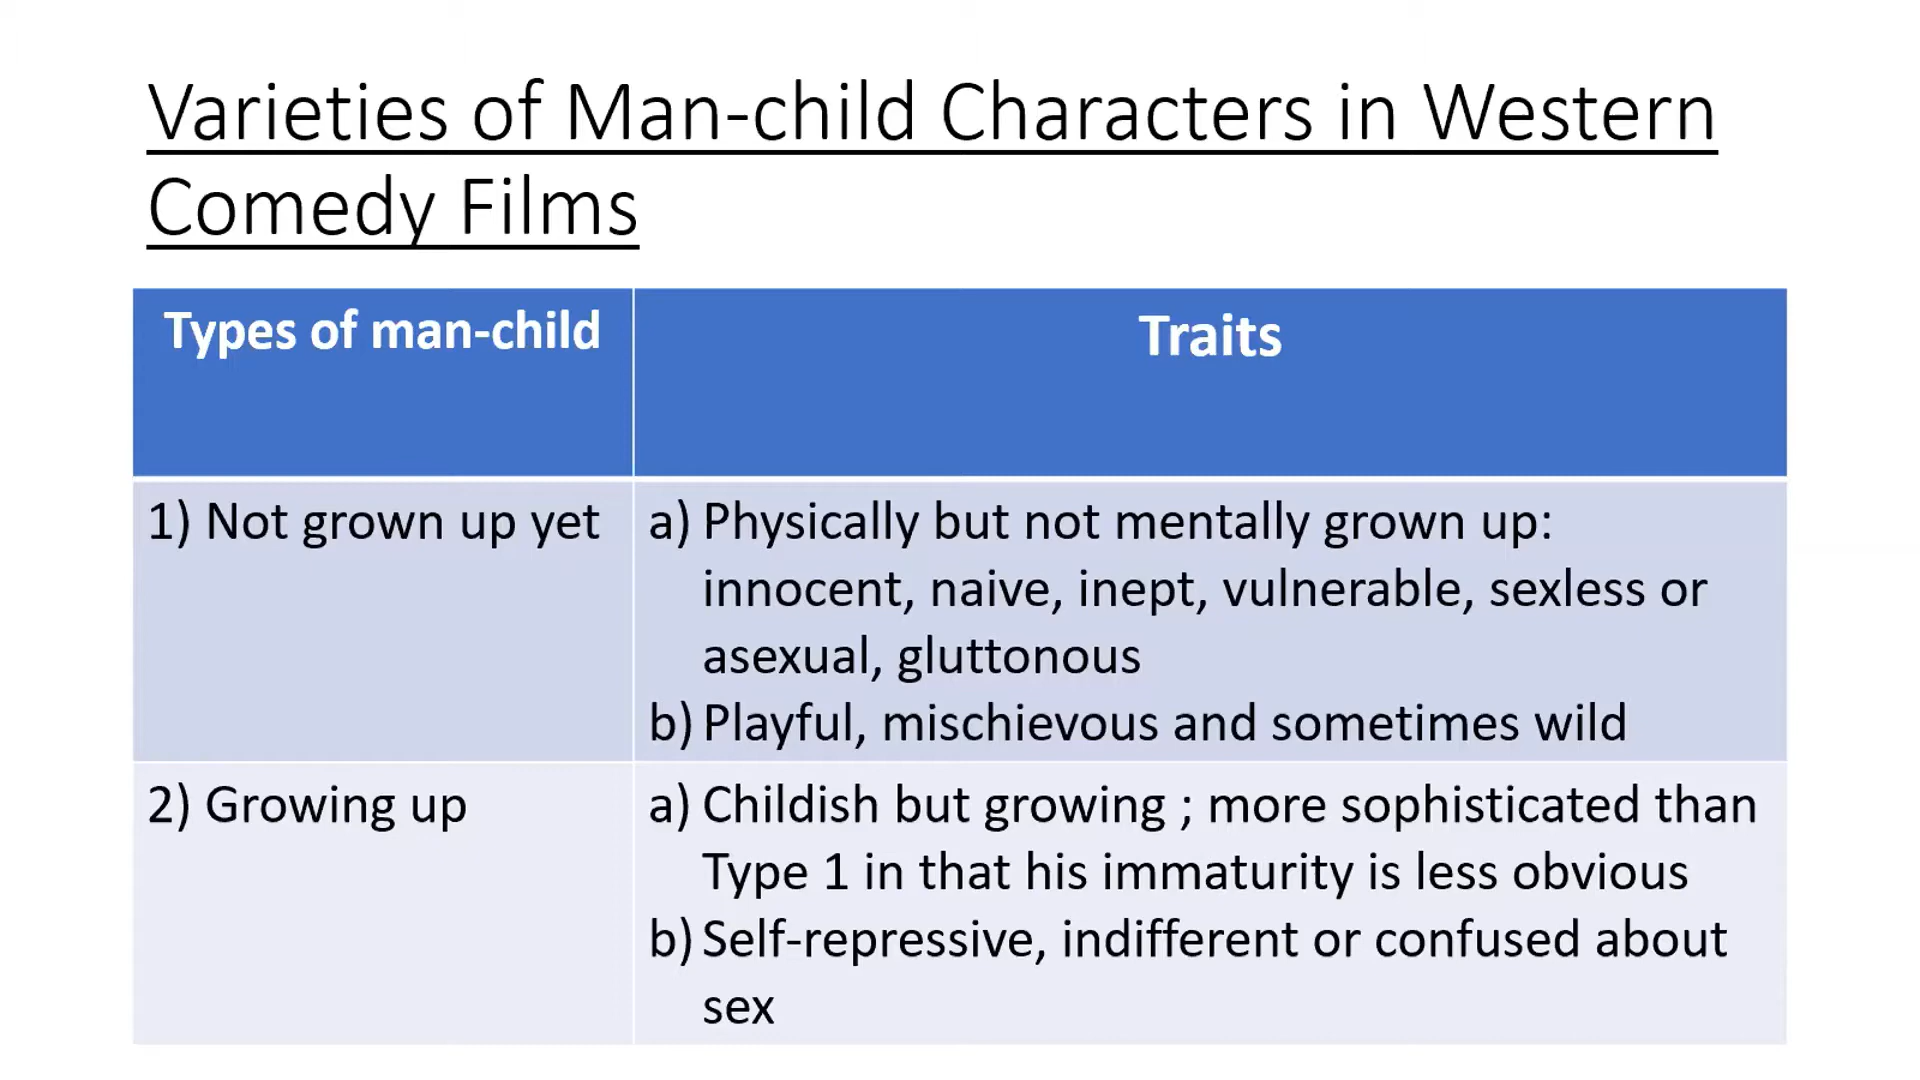 Varieties of Man-child Characters in Western
Comedy Films
Types of man-child
Traits
1) Not grown up yet
a) Physically but not mentally grown up:
innocent, naive, inept, vulnerable, sexless or
asexual, gluttonous
b) Playful, mischievous and sometimes wild
2) Growing up
a) Childish but growing ; more sophisticated than
Type 1 in that his immaturity is less obvious
b) Self-repressive, indifferent or confused about
sex